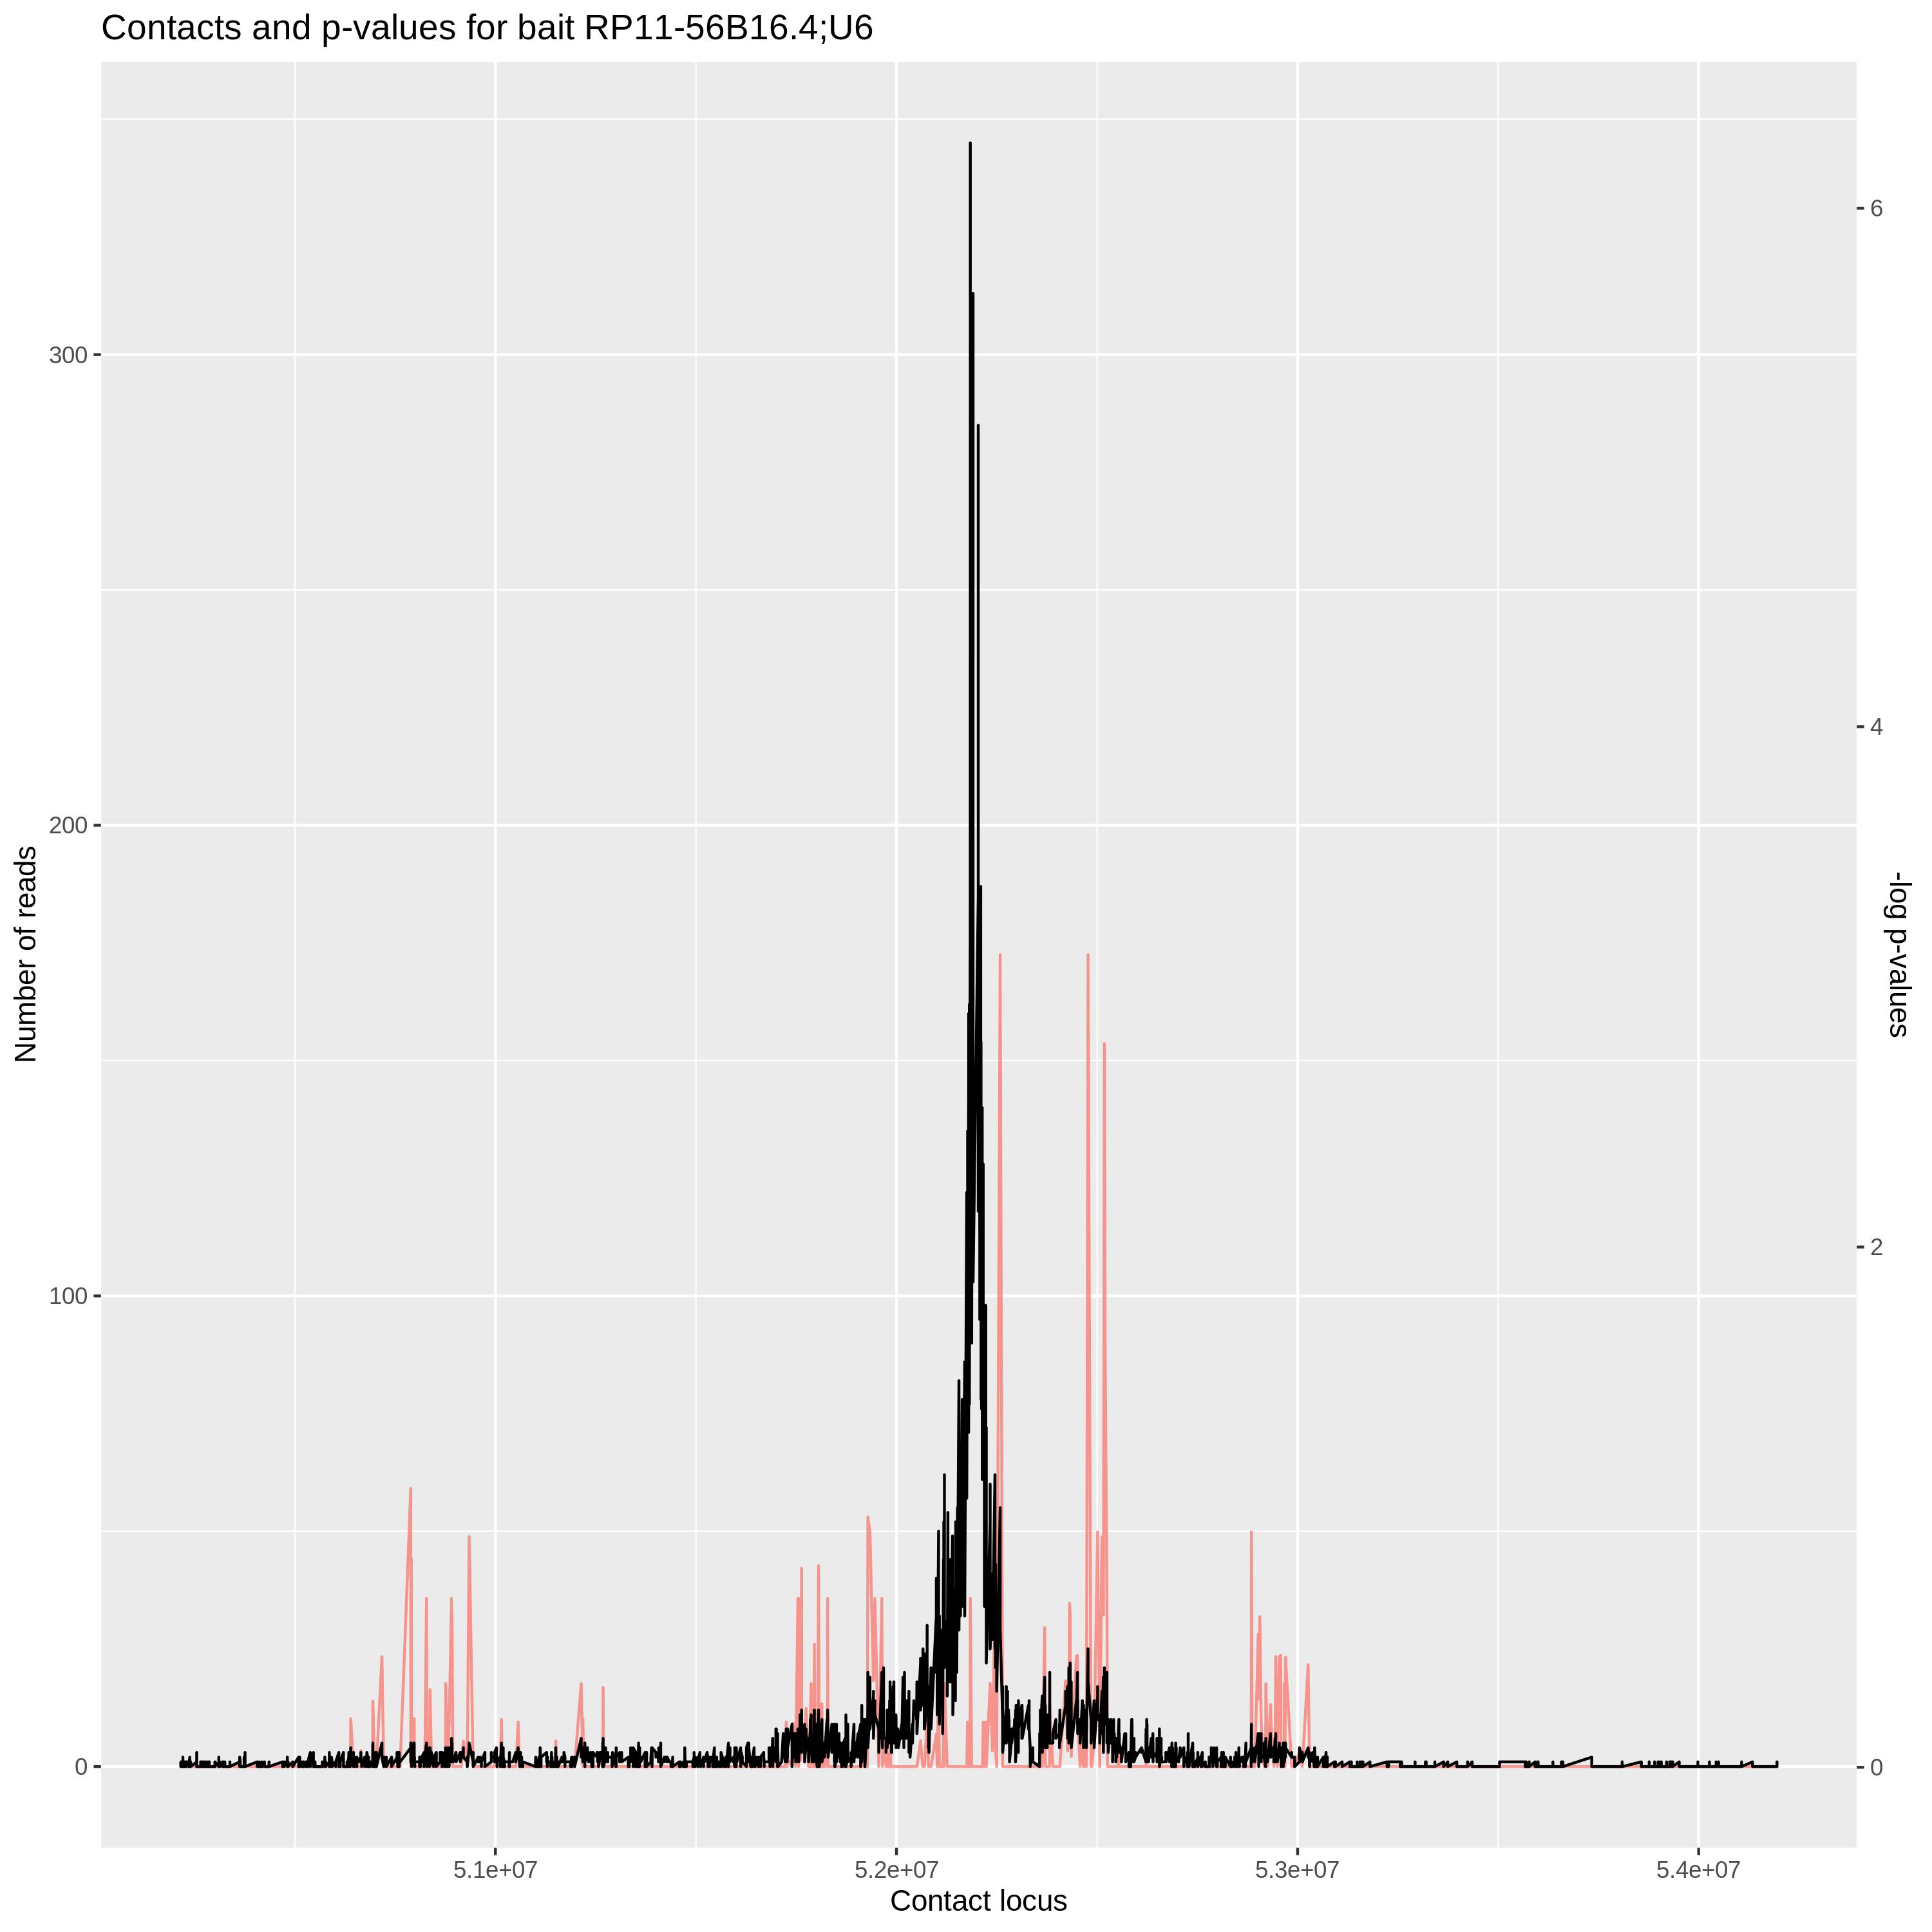 Contacts and p-values for bait RP11-56B16.4;U6
Number of reads
300
200
100
0
6
4
2
0
-log p-values
5.1e+07
5.2e+07
5.3e+07
5.4e+07
Contact locus